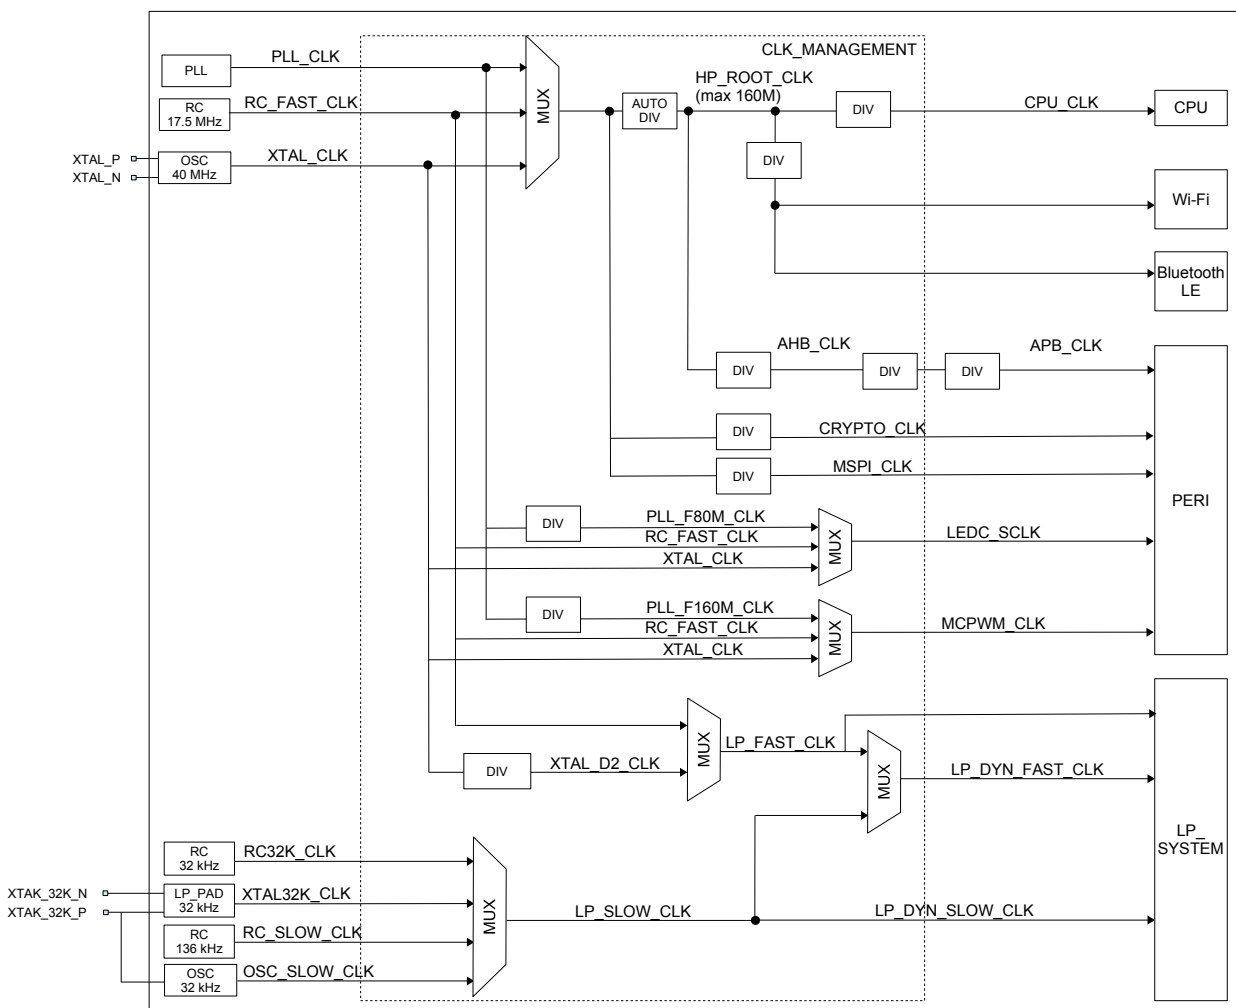 CLK_MANAGEMENT
PLL
PLL_CLK
RC
17.5 MHz
RC_FAST_CLK
XTAL_P
XTAL_N
OSC
40 MHz
XTAL_CLK
MUX
AUTO
DIV
HP_ROOT_CLK
(max 160M)
DIV
CPU_CLK
CPU
DIV
Wi-Fi
Bluetooth
LE
DIV
AHB_CLK
DIV
DIV
APB_CLK
DIV
CRYPTO_CLK
DIV
MSPI_CLK
PERI
DIV
PLL_F80M_CLK
RC_FAST_CLK
XTAL_CLK
MUX
LEDC_SCLK
DIV
PLL_F160M_CLK
RC_FAST_CLK
XTAL_CLK
MUX
MCPWM_CLK
DIV
XTAL_D2_CLK
MUX
LP_FAST_CLK
MUX
LP_DYN_FAST_CLK
LP_
SYSTEM
RC
32 kHz
RC32K_CLK
XTAK_32K_N
XTAK_32K_P
LP_PAD
32 kHz
XTAL32K_CLK
RC
136 kHz
RC_SLOW_CLK
OSC
32 kHz
OSC_SLOW_CLK
MUX
LP_SLOW_CLK
LP_DYN_SLOW_CLK